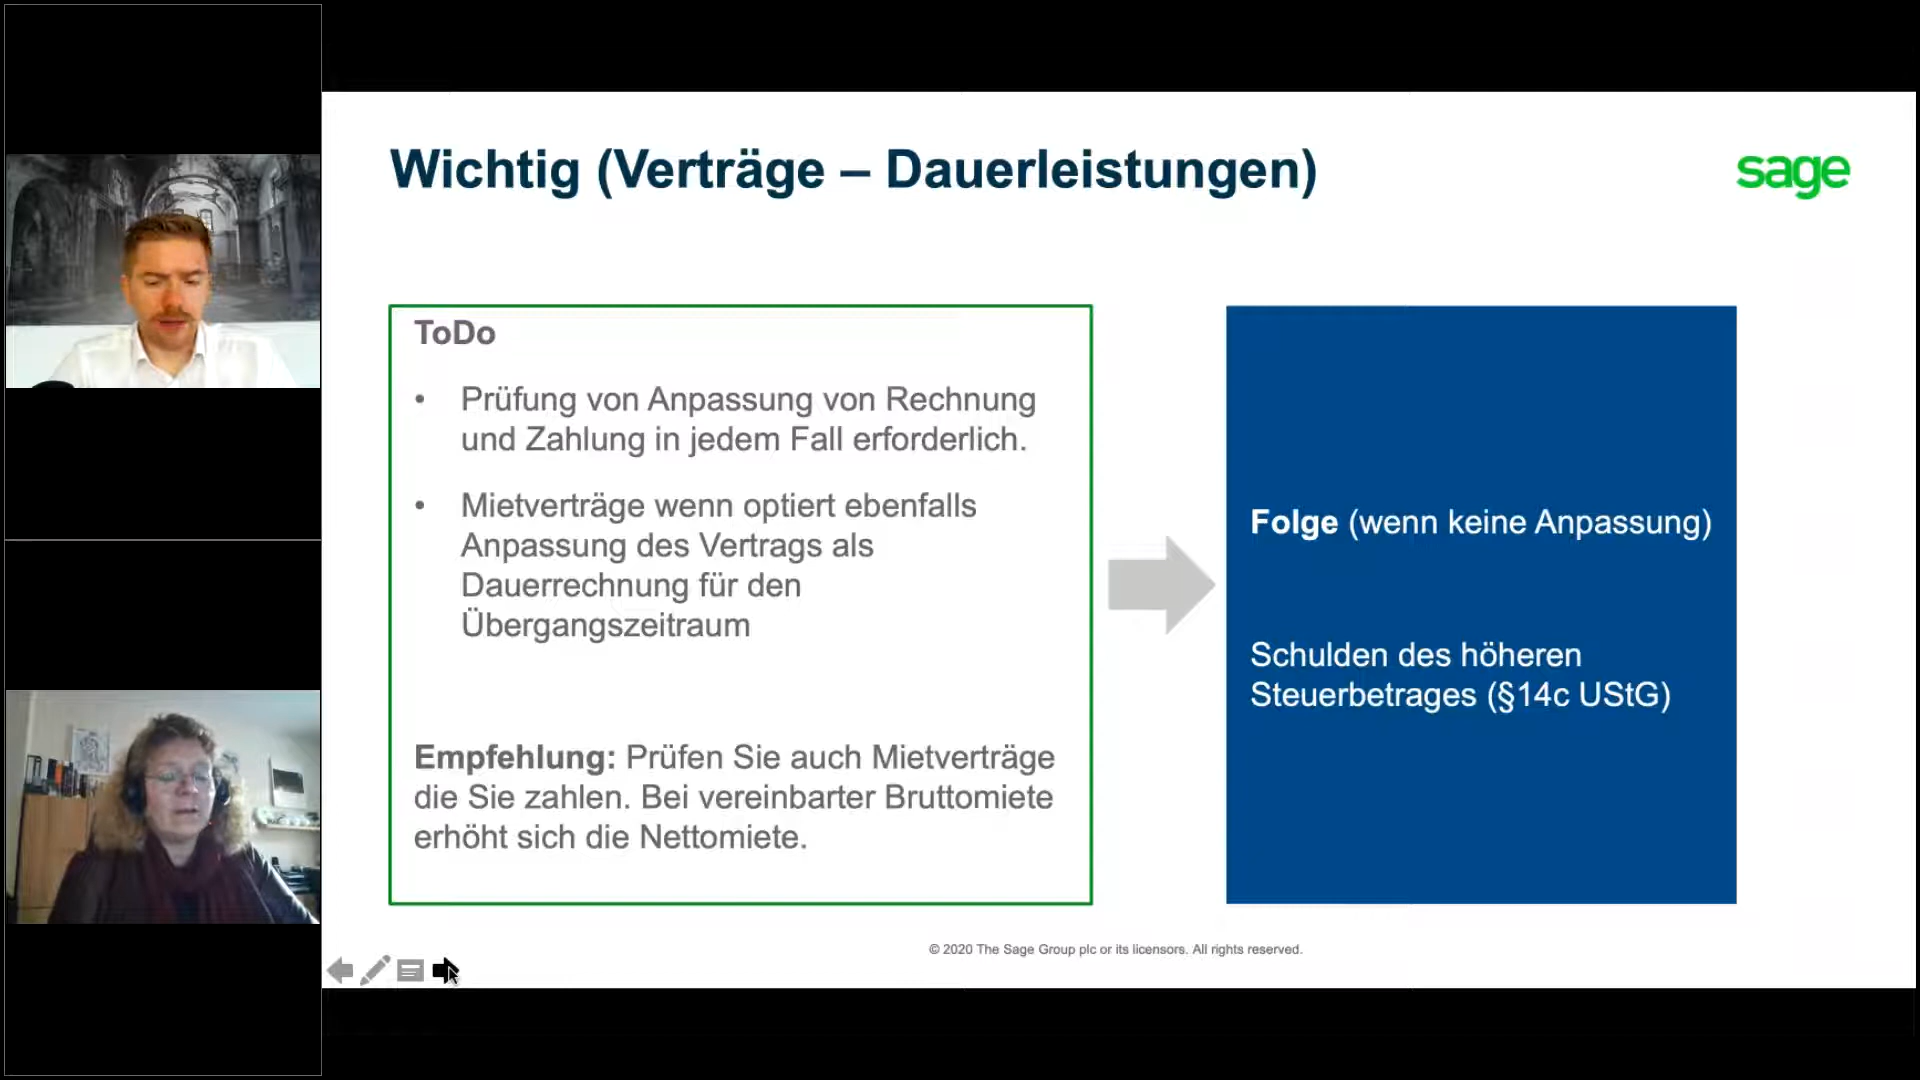 Wichtig (Verträge – Dauerleistungen)
sage
ToDo
• Prüfung von Anpassung von Rechnung
und Zahlung in jedem Fall erforderlich.
• Mietverträge wenn optiert ebenfalls
Anpassung des Vertrags als
Dauerrechnung für den
Übergangszeitraum
Empfehlung: Prüfen Sie auch Mietverträge
die Sie zahlen. Bei vereinbarter Bruttomiete
erhöht sich die Nettomiete.
Folge (wenn keine Anpassung)
Schulden des höheren
Steuerbetrages (§14c UStG)
© 2020 The Sage Group plc or its licensors. All rights reserved.